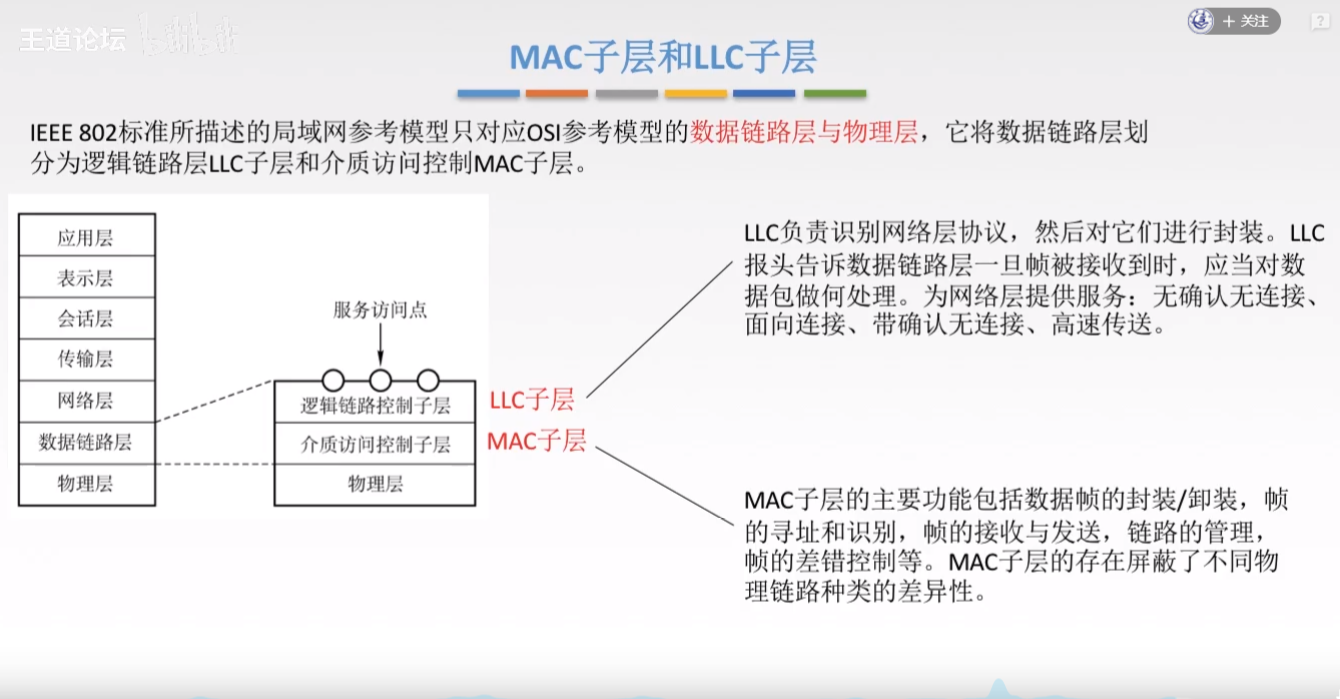 王道论坛 bilibili
+ 关注
?
MAC子层和LLC子层
IEEE 802标准所描述的局域网参考模型只对应OSI参考模型的数据链路层与物理层，它将数据链路层划
分为逻辑链路层LLC子层和介质访问控制MAC子层。
应用层
表示层
会话层
传输层
网络层
数据链路层
物理层
服务访问点
逻辑链路控制子层
介质访问控制子层
物理层
LLC子层
MAC子层
LLC负责识别网络层协议，然后对它们进行封装。LLC
报头告诉数据链路层一旦帧被接收到时，应当对数
据包做何处理。为网络层提供服务：无确认无连接、
面向连接、带确认无连接、高速传送。
MAC子层的主要功能包括数据帧的封装/卸装，帧
的寻址和识别，帧的接收与发送，链路的管理，
帧的差错控制等。MAC子层的存在屏蔽了不同物
理链路种类的差异性。